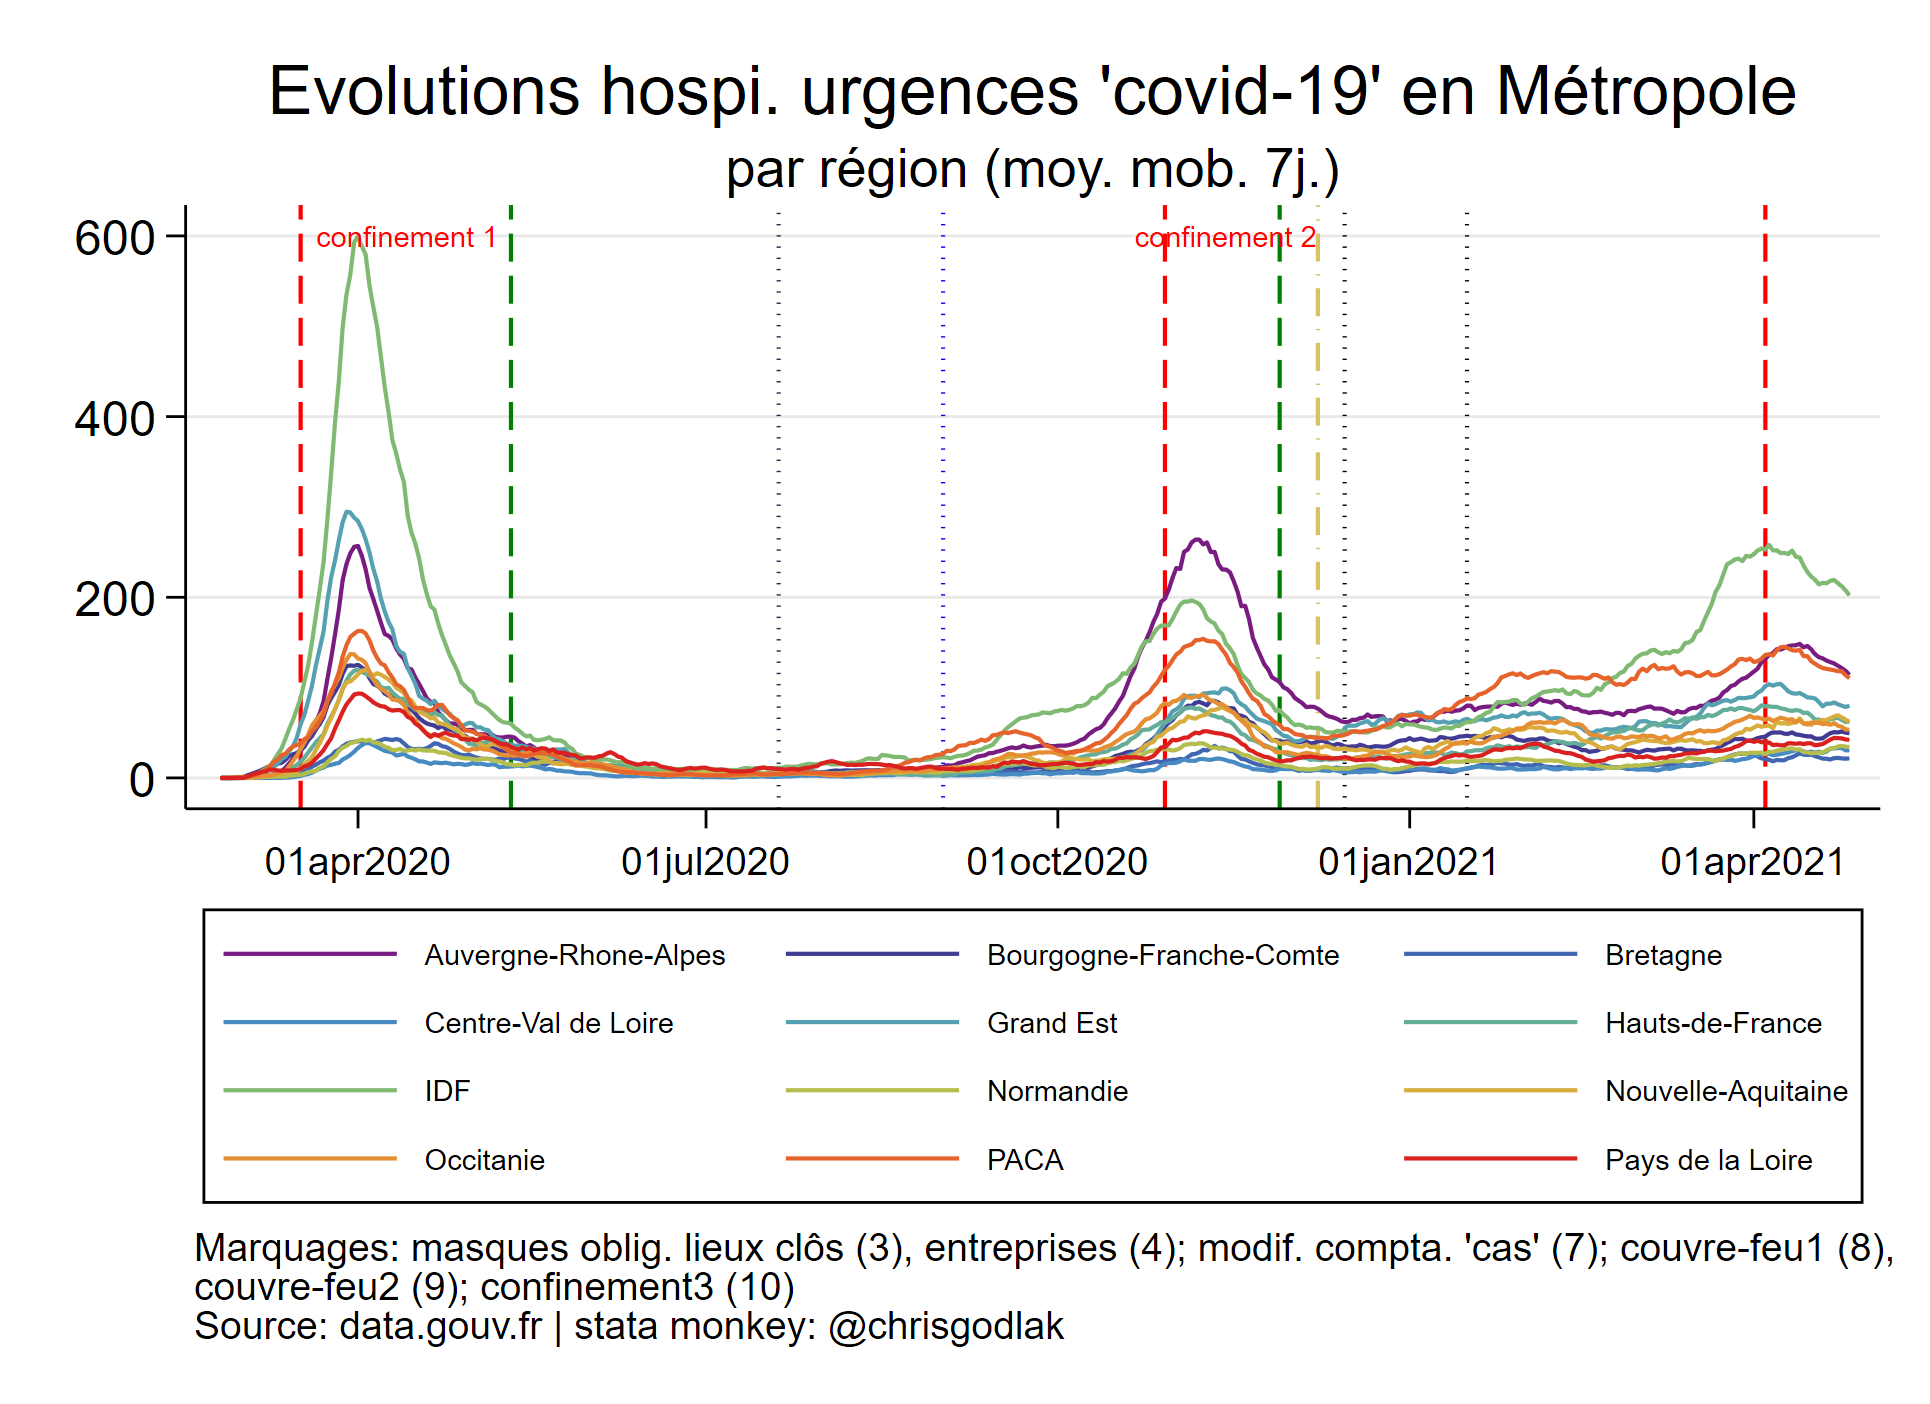 Evolutions hospi. urgences 'covid-19' en Métropole
par région (moy. mob. 7j.)
confinement 1
confinement 2
600
400
200
0
01apr2020
01jul2020
01oct2020
01jan2021
01apr2021
Auvergne-Rhone-Alpes
Bourgogne-Franche-Comte
Bretagne
Centre-Val de Loire
Grand Est
Hauts-de-France
IDF
Normandie
Nouvelle-Aquitaine
Occitanie
PACA
Pays de la Loire
Marquages: masques oblig. lieux clôs (3), entreprises (4); modif. compta. 'cas' (7); couvre-feu1 (8),
couvre-feu2 (9); confinement3 (10)
Source: data.gouv.fr | stata monkey: @chrisgodlak